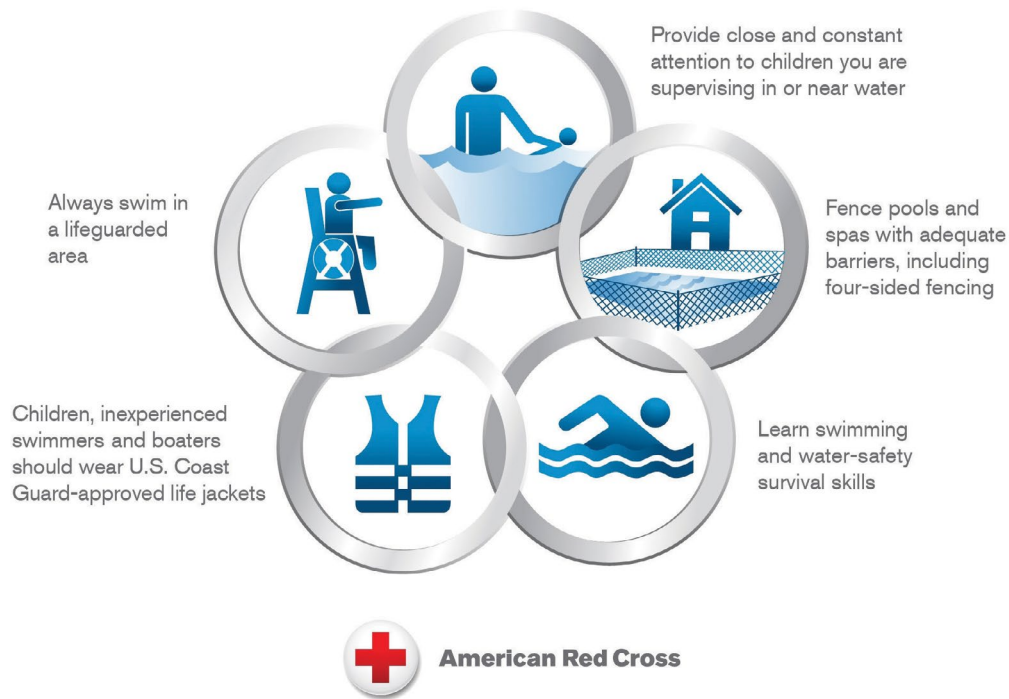 Provide close and constant
attention to children you are
supervising in or near water
Always swim in
a lifeguarded
area
Fence pools and
spas with adequate
barriers, including
four-sided fencing
Children, inexperienced
swimmers and boaters
should wear U.S. Coast
Guard-approved life jackets
Learn swimming
and water-safety
survival skills
American Red Cross